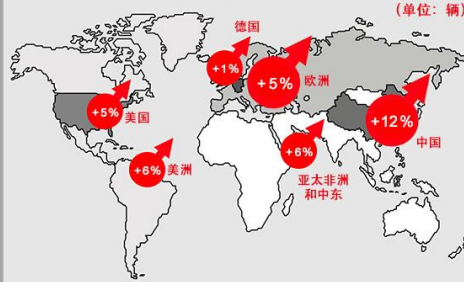 (单位：辆)
德国
+1%
+5%
欧洲
+5%
美国
+12%
中国
+6%
美洲
+6%
亚太非洲
和中东